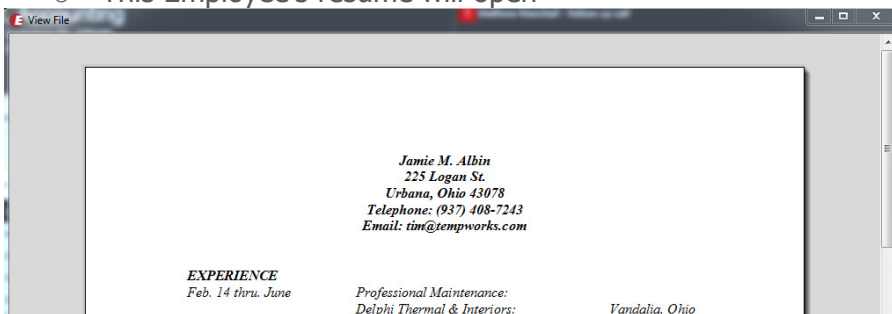 This Employee's resume will open
View File
Jamie M. Albin
225 Logan St.
Urbana, Ohio 43078
Telephone: (937) 408-7243
Email: tim@tempworks.com
EXPERIENCE
Feb. 14 thru. June Professional Maintenance:
Delphi Thermal & Interiors: Vandalia, Ohio